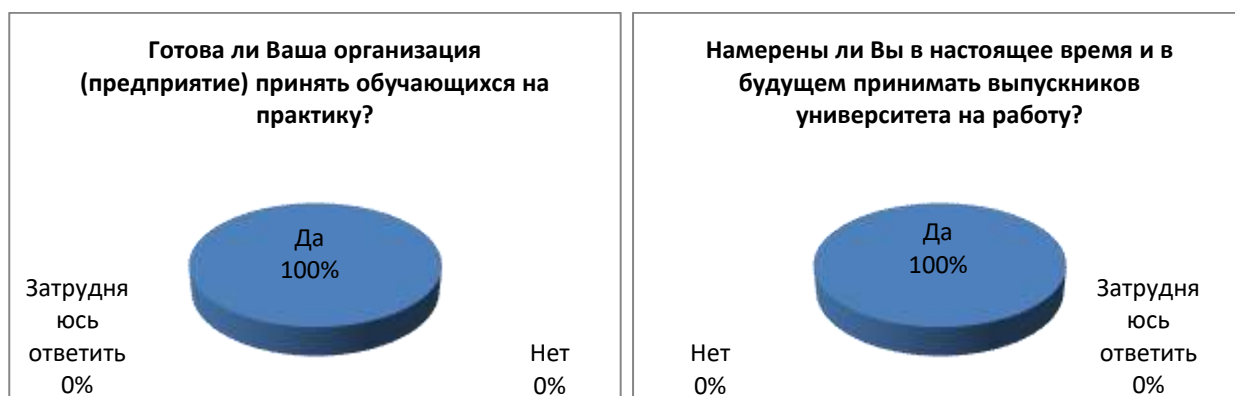 Готова ли Ваша организация
(предприятие) принять обучающихся на
практику?
Да
100%
Затрудня
юсь
ответить
0%
Нет
0%
Намерены ли Вы в настоящее время и в
будущем принимать выпускников
университета на работу?
Да
100%
Нет
0%
Затрудня
юсь
ответить
0%